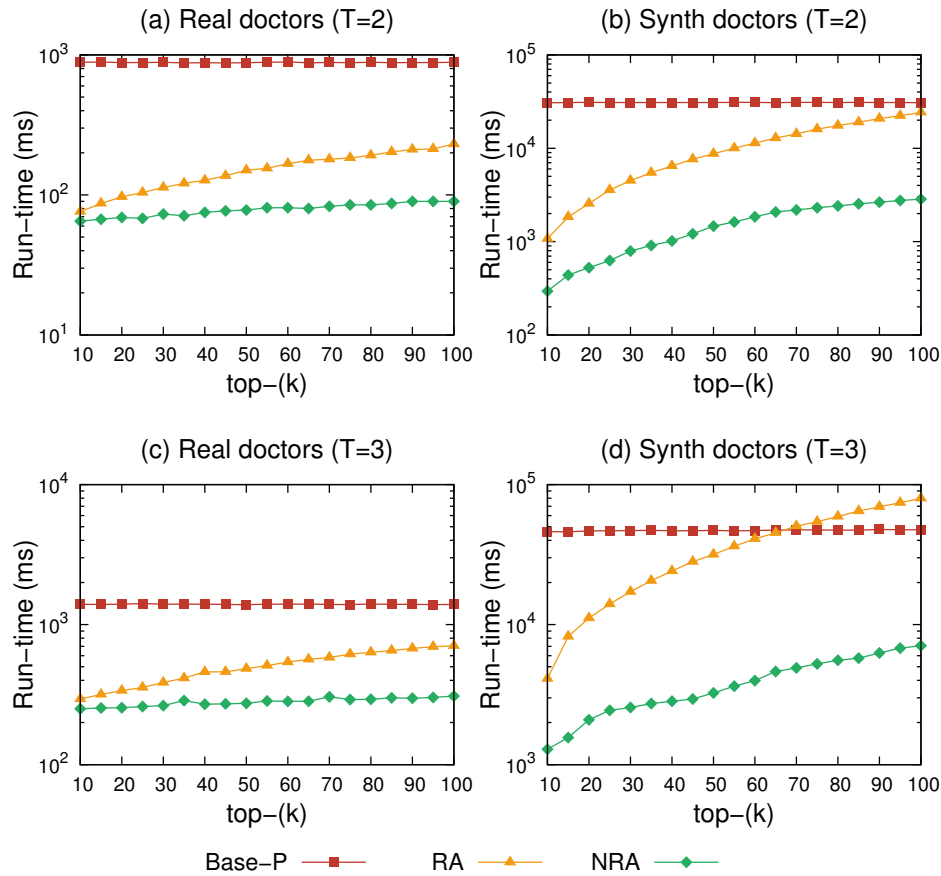 (a) Real doctors (T=2)
Run-time (ms)
10^3
10^2
10^1
10 20 30 40 50 60 70 80 90 100
top-(k)
(b) Synth doctors (T=2)
Run-time (ms)
10^5
10^4
10^3
10^2
10 20 30 40 50 60 70 80 90 100
top-(k)
(c) Real doctors (T=3)
Run-time (ms)
10^4
10^3
10^2
10 20 30 40 50 60 70 80 90 100
top-(k)
(d) Synth doctors (T=3)
Run-time (ms)
10^5
10^4
10^3
10 20 30 40 50 60 70 80 90 100
top-(k)
Base-P RA NRA